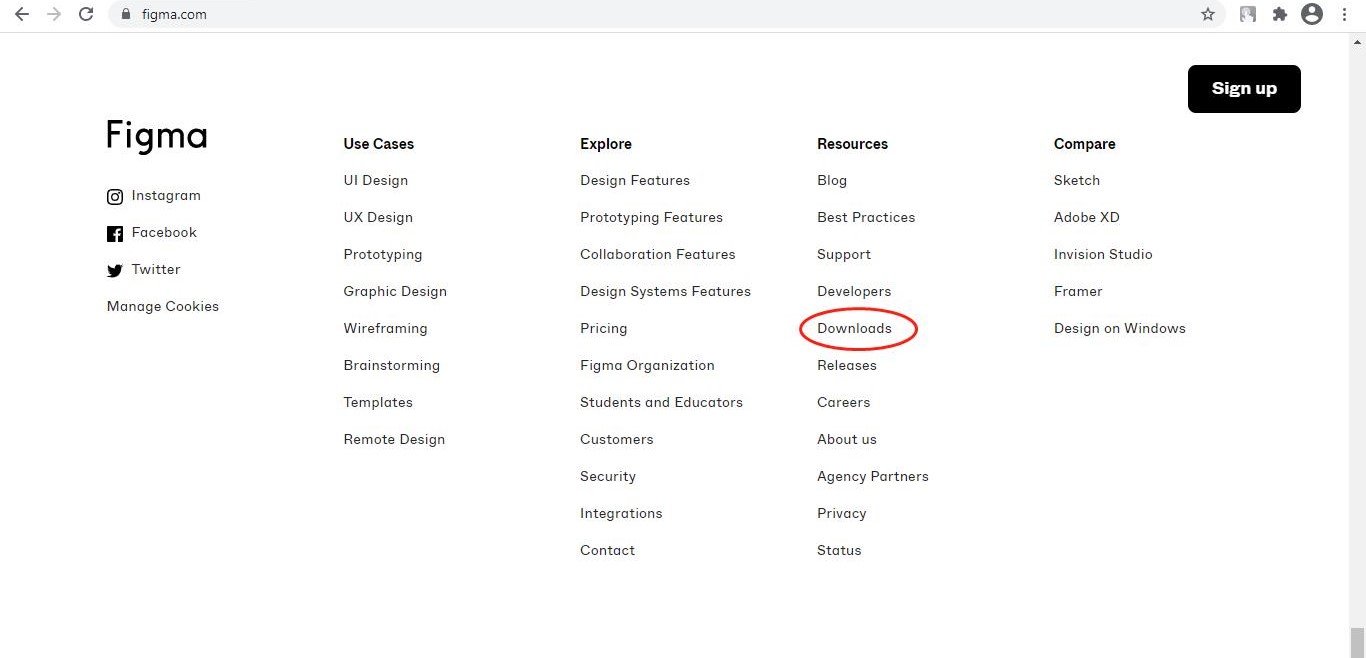 figma.com
Sign up
Figma
Instagram
Facebook
Twitter
Manage Cookies
Use Cases
UI Design
UX Design
Prototyping
Graphic Design
Wireframing
Brainstorming
Templates
Remote Design
Explore
Design Features
Prototyping Features
Collaboration Features
Design Systems Features
Pricing
Figma Organization
Students and Educators
Customers
Security
Integrations
Contact
Resources
Blog
Best Practices
Support
Developers
Downloads
Releases
Careers
About us
Agency Partners
Privacy
Status
Compare
Sketch
Adobe XD
Invision Studio
Framer
Design on Windows